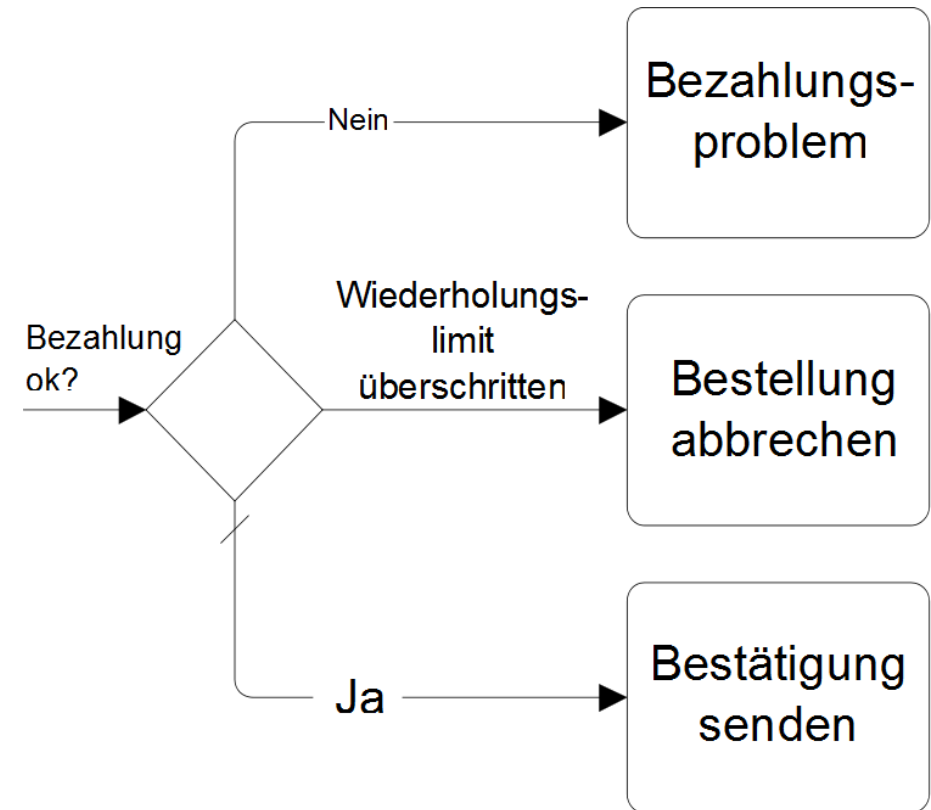 Nein
Bezahlungs-
problem
Bezahlung
ok?
Wiederholungs-
limit
überschritten
Bestellung
abbrechen
Ja
Bestätigung
senden